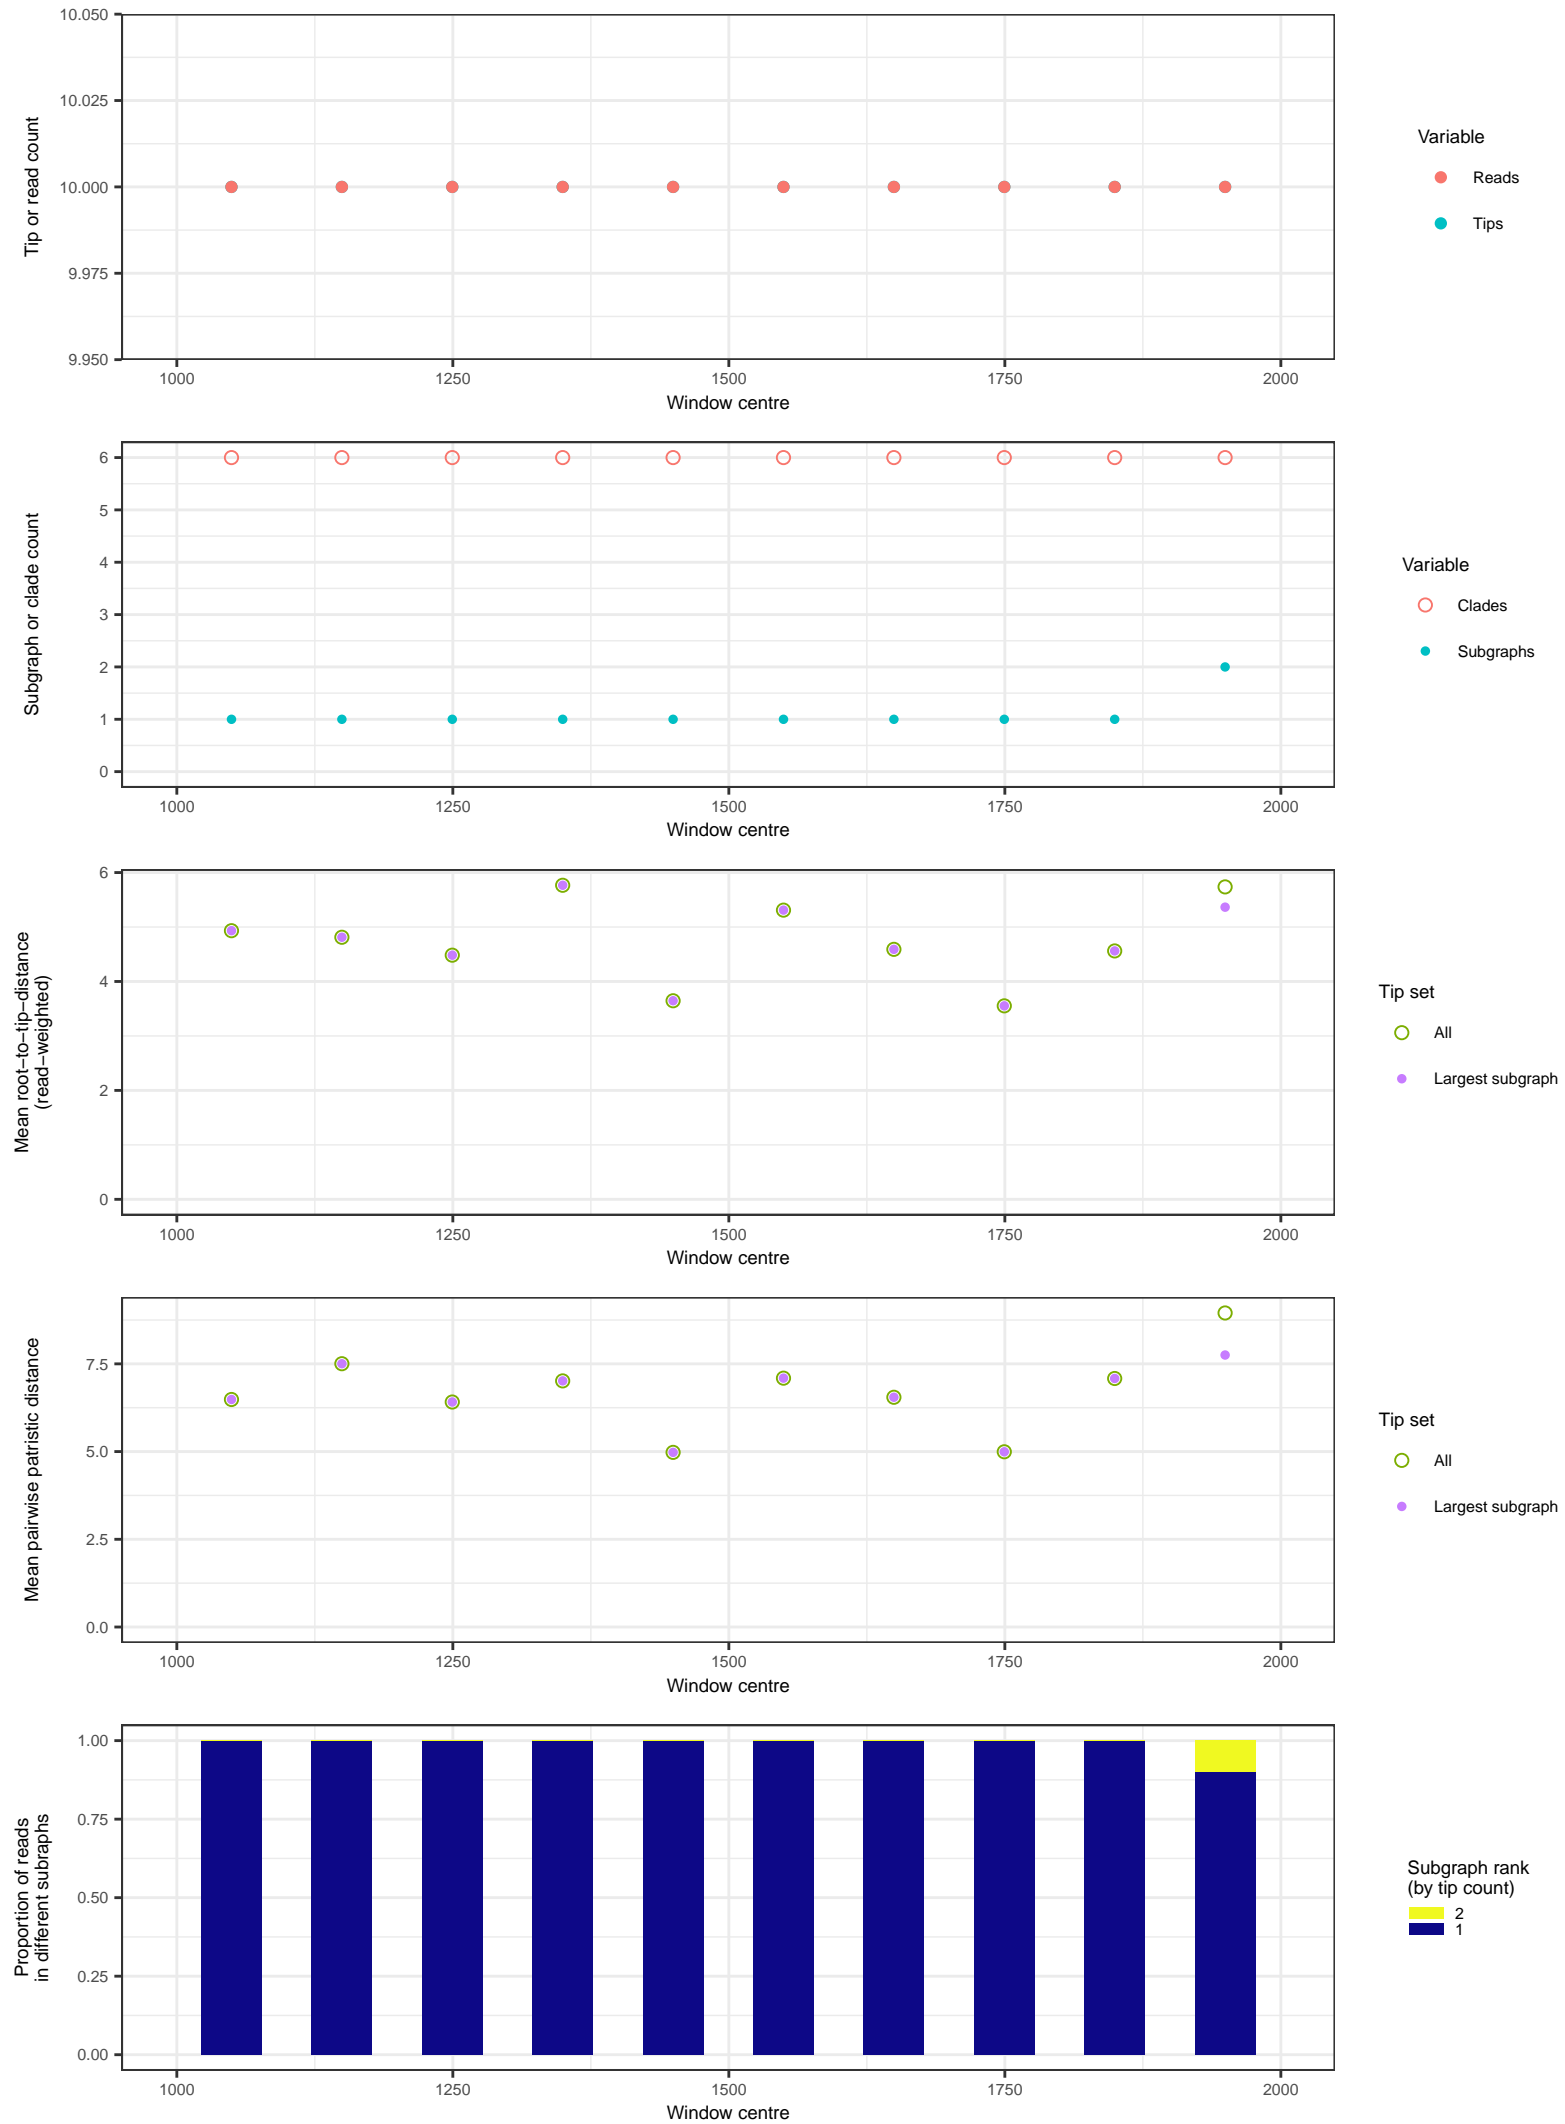 10.050
10.025
10.000
9.975
9.950
Tip or read count
1000 1250 1500 1750 2000
Window centre
Variable
Reads
Tips
6
5
4
3
2
1
0
Subgraph or clade count
1000 1250 1500 1750 2000
Window centre
Variable
Clades
Subgraphs
6
4
2
0
Mean root−to−tip−distance
(read−weighted)
1000 1250 1500 1750 2000
Window centre
Tip set
All
Largest subgraph
7.5
5.0
2.5
0.0
Mean pairwise patristic distance
1000 1250 1500 1750 2000
Window centre
Tip set
All
Largest subgraph
1.00
0.75
0.50
0.25
0.00
Proportion of reads
in different subraphs
1000 1250 1500 1750 2000
Window centre
Subgraph rank
(by tip count)
2
1